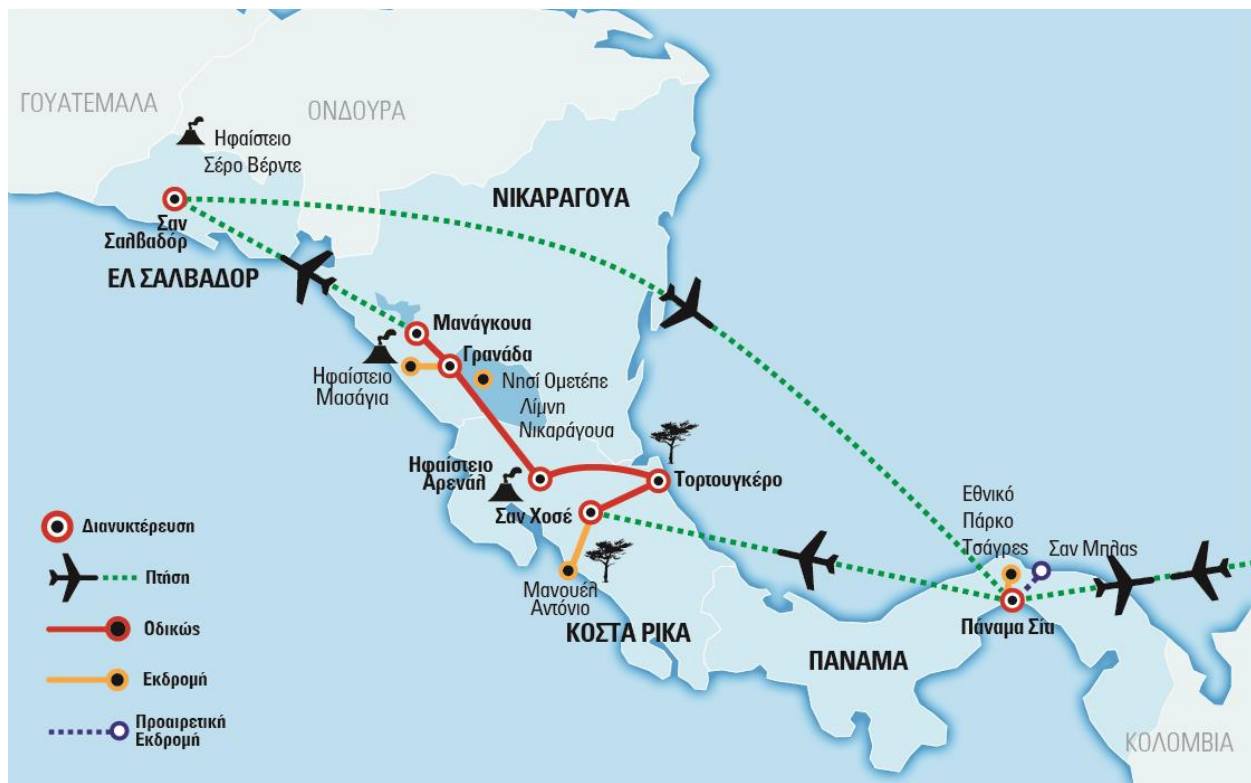 ΓΟΥΑΤΕΜΑΛΑ
ΟΝΔΟΥΡΑ
Ηφαίστειο
Σέρο Βέρντε
ΝΙΚΑΡΑΓΟΥΑ
Σαν
Σαλβαδόρ
ΕΛ ΣΑΛΒΑΔΟΡ
Μανάγκουα
Γρανάδα
Ηφαίστειο
Μασάγια
Νησί Ομετέπε
Λίμνη
Νικαράγουα
Ηφαίστειο
Αρενάλ
Τορτουγκέρο
Σαν Χοσέ
Εθνικό
Πάρκο
Τσάγρες
Σαν Μπλας
Μανουέλ
Αντόνιο
ΚΟΣΤΑ ΡΙΚΑ
Πάναμα Σίτι
ΠΑΝΑΜΑ
ΚΟΛΟΜΒΙΑ
Διανυκτέρευση
Πτήση
Οδικώς
Εκδρομή
Προαιρετική
Εκδρομή